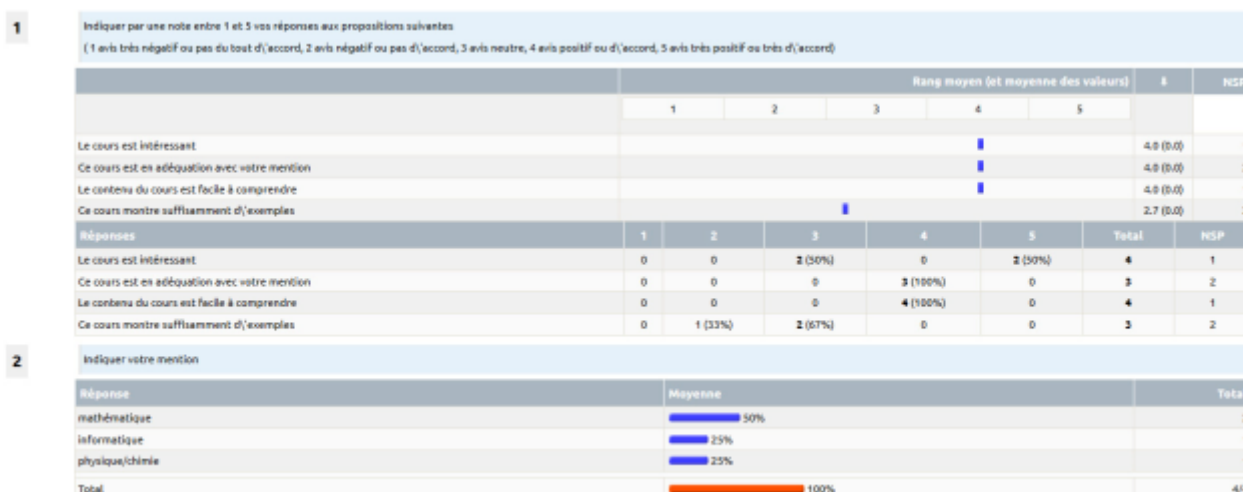 1
Indiquer par une note entre 1 et 5 vos réponses aux propositions suivantes
( 1 avis très négatif ou pas du tout d\'accord, 2 avis négatif ou pas d\'accord, 3 avis neutre, 4 avis positif ou d\'accord, 5 avis très positif ou très d\'accord)
Rang moyen (et moyenne des valeurs) NSP
1 2 3 4 5
Le cours est intéressant 4.0 (0.0)
Ce cours est en adéquation avec votre mention 4.0 (0.0)
Le contenu du cours est facile à comprendre 4.0 (0.0)
Ce cours montre suffisamment d\'exemples 2.7 (0.0)
Réponses 1 2 3 4 5 Total NSP
Le cours est intéressant 0 0 2 (50%) 0 2 (50%) 4 1
Ce cours est en adéquation avec votre mention 0 0 0 3 (100%) 0 3 2
Le contenu du cours est facile à comprendre 0 0 0 4 (100%) 0 4 1
Ce cours montre suffisamment d\'exemples 0 1 (33%) 2 (67%) 0 0 3 2
2
Indiquer votre mention
Réponse Moyenne Total
mathématique 50%
informatique 25%
physique/chimie 25%
Total 100% 4/